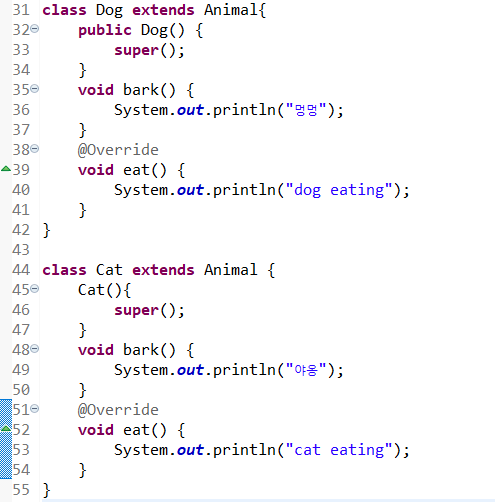 31 class Dog extends Animal{
32 public Dog() {
33 super();
34 }
35 void bark() {
36 System.out.println("멍멍");
37 }
38 @Override
39 void eat() {
40 System.out.println("dog eating");
41 }
42 }
43
44 class Cat extends Animal {
45 Cat(){
46 super();
47 }
48 void bark() {
49 System.out.println("야옹");
50 }
51 @Override
52 void eat() {
53 System.out.println("cat eating");
54 }
55 }